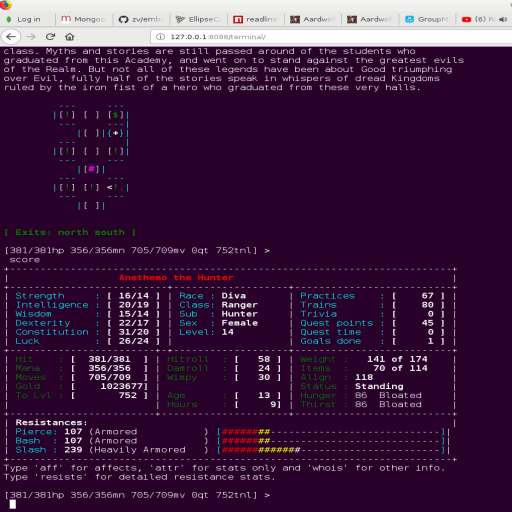 Log in
Mongoo
zv/emb
EllipseC
readline
Aardwol
Aardwol
GroupM
(6) R
127.0.0.1:8088/terminal/
class. Myths and stories are still passed around of the students who
graduated from this Academy, and went on to stand against the greatest evils
of the Realm. But not all of these legends have been about Good triumphing
over Evil, fully half of the stories speak in whispers of dread Kingdoms
ruled by the iron fist of a hero who graduated from these very halls.
--- ---
|[!] [ ] [$]|
--- ---|
|[ ]|{+}
--- |
|[!] [ ] [!]|
--- ---
|[#]|
--- ---
|[!] [!] <! . |
--- ---
|[ ]|
[ Exits: north south ]
[381/381hp 356/356mn 705/709mv 0qt 752tnl] >
score
Anethemo the Hunter
| Strength : [ 16/14 ] | Race : Diva | Practices : [ 67 ] |
| Intelligence : [ 20/19 ] | Class: Ranger | Trains : [ 80 ] |
| Wisdom : [ 15/14 ] | Sub : Hunter | Trivia : [ 0 ] |
| Dexterity : [ 22/17 ] | Sex : Female | Quest points : [ 45 ] |
| Constitution : [ 31/20 ] | Level: 14 | Quest time : [ 0 ] |
| Luck : [ 26/24 ] | | Goals done : [ 1 ] |
| Hit : [ 381/381 ] | Hitroll : [ 58 ] | Weight : 141 of 174 |
| Mana : [ 356/356 ] | Damroll : [ 24 ] | Items : 70 of 114 |
| Moves : [ 705/709 ] | Wimpy : [ 30 ] | Align : 118 |
| Gold : [ 1023677] | | Status : Standing |
| To Lvl : [ 752 ] | Age : [ 13 ] | Hunger : 86 Bloated |
| | Hours : [ 9] | Thirst : 86 Bloated |
| Resistances: |
| Pierce: 107 (Armored ) [#########----------------------------------]|
| Bash : 107 (Armored ) [#########----------------------------------]|
| Slash : 239 (Heavily Armored ) [###############----------------------------]|
Type 'aff' for affects, 'attr' for stats only and 'whois' for other info.
Type 'resists' for detailed resistance stats.
[381/381hp 356/356mn 705/709mv 0qt 752tnl] >